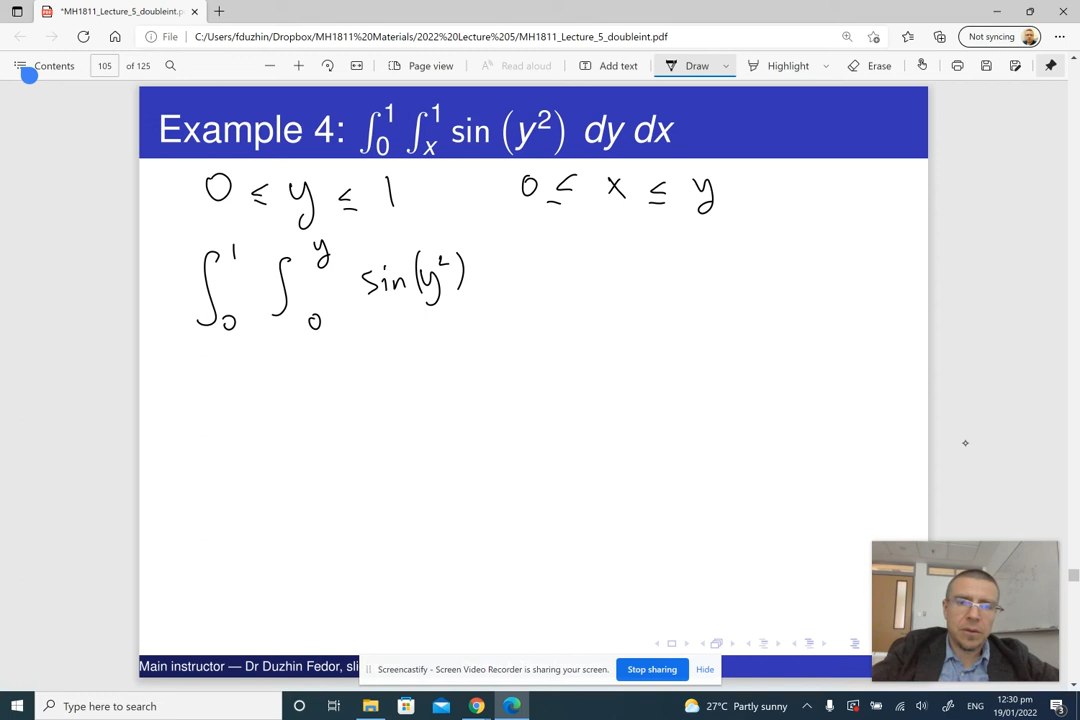 *MH1811_Lecture_5_doubleint.p
File C:/Users/fduzhin/Dropbox/MH1811%20Materials/2022%20Lecture%205/MH1811_Lecture_5_doubleint.pdf Not syncing
Contents 105 of 125 Page view Read aloud Add text Draw Highlight Erase
Example 4: ∫₀¹ ∫ₓ¹ sin (y²) dy dx
0 ≤ y ≤ 1 0 ≤ x ≤ y
∫₀¹ ∫₀ʸ sin(y²)
Main instructor — Dr Duzhin Fedor, sli
Screencastify - Screen Video Recorder is sharing your screen. Stop sharing Hide
Type here to search 27°C Partly sunny 12:30 pm
19/01/2022
3